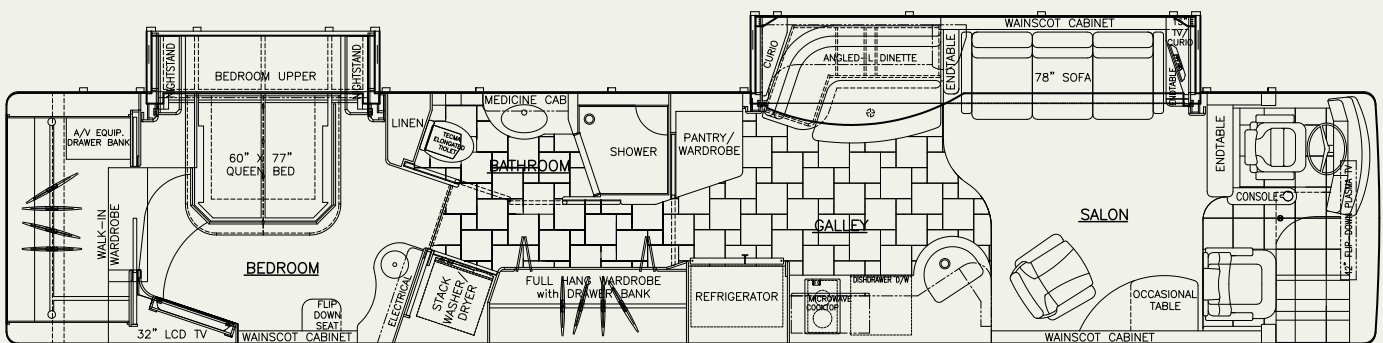 WAINSCOT CABINET
15"
TV/
CURIO
CURIO
ANGLED-L DINETTE
ENDTABLE
78" SOFA
ENDTABLE
NIGHTSTAND
BEDROOM UPPER
NIGHTSTAND
A/V EQUIP.
DRAWER BANK
60" X 77"
QUEEN BED
LINEN
MEDICINE CAB
TECMA
ELONGATED
TIOLET
BATHROOM
SHOWER
PANTRY/
WARDROBE
ENDTABLE
CONSOLE
42" FLIP-DOWN PLASMA TV
WALK-IN
WARDROBE
BEDROOM
GALLEY
SALON
FLIP
DOWN
SEAT
ELECTRICAL
STACK
WASHER/
DRYER
FULL HANG WARDROBE
with DRAWER BANK
REFRIGERATOR
MICROWAVE
COOKTOP
DISHDRAWER D/W
OCCASIONAL
TABLE
32" LCD TV
WAINSCOT CABINET
WAINSCOT CABINET